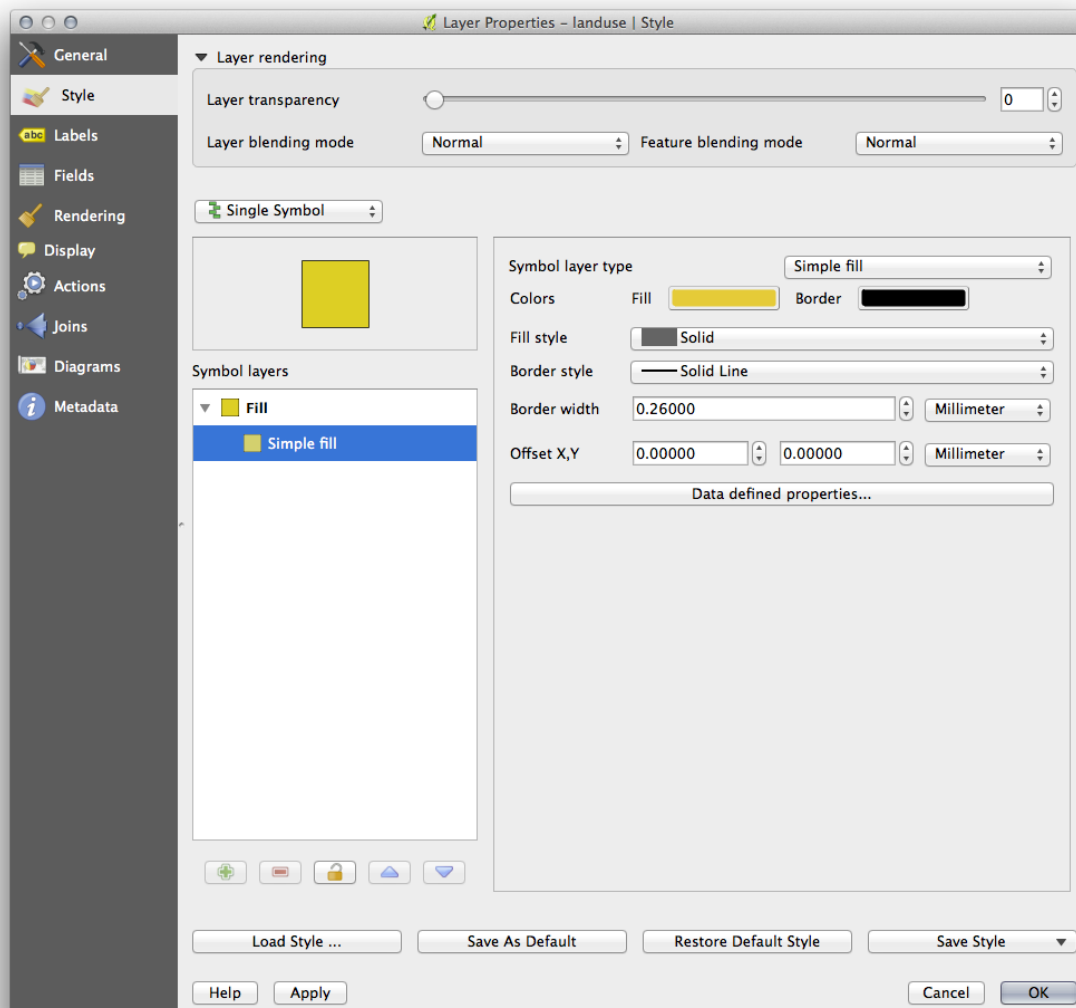 Layer Properties – landuse | Style
General
Style
abc Labels
Fields
Rendering
Display
Actions
Joins
i Diagrams
Metadata
Layer rendering
Layer transparency 0
Layer blending mode Normal Feature blending mode Normal
Single Symbol
Symbol layers
Fill
Simple fill
Symbol layer type Simple fill
Colors Fill Border
Fill style Solid
Border style Solid Line
Border width 0.26000 Millimeter
Offset X,Y 0.00000 0.00000 Millimeter
Data defined properties...
Load Style ... Save As Default Restore Default Style Save Style
Help Apply Cancel OK